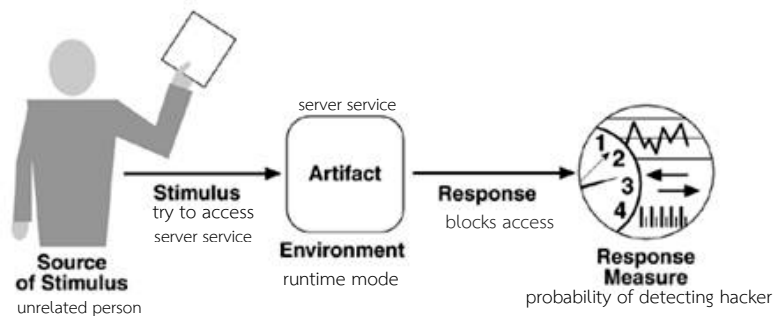 server service
Artifact
Stimulus
try to access
server service
Response
blocks access
1
2
3
4
Environment
runtime mode
Source
of Stimulus
unrelated person
Response
Measure
probability of detecting hacker